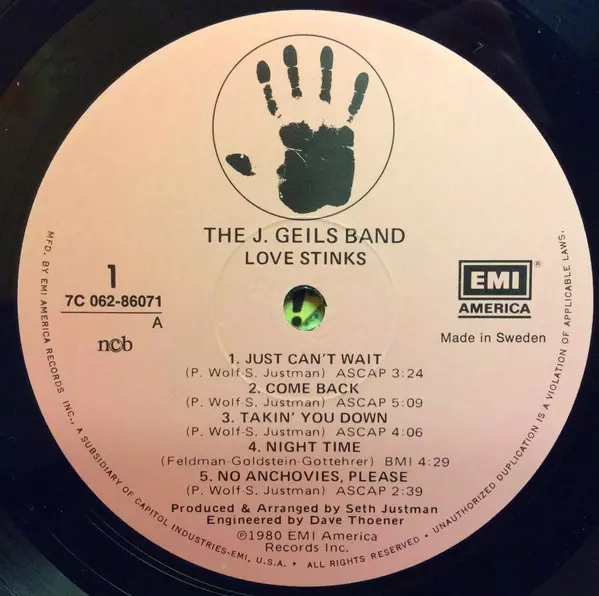 THE J. GEILS BAND
LOVE STINKS
1
7C 062-86071
A
ncb
EMI
®
AMERICA
Made in Sweden
1. JUST CAN'T WAIT
(P. Wolf-S. Justman) ASCAP 3:24
2. COME BACK
(P. Wolf-S. Justman) ASCAP 5:09
3. TAKIN' YOU DOWN
(P. Wolf-S. Justman) ASCAP 4:06
4. NIGHT TIME
(Feldman-Goldstein-Gottehrer) BMI 4:29
5. NO ANCHOVIES, PLEASE
(P. Wolf-S. Justman) ASCAP 2:39
Produced & Arranged by Seth Justman
Engineered by Dave Thoener
℗1980 EMI America
Records Inc.
MFD. BY EMI AMERICA RECORDS INC., A SUBSIDIARY OF CAPITOL INDUSTRIES-EMI, U.S.A. • ALL RIGHTS RESERVED • UNAUTHORIZED DUPLICATION IS A VIOLATION OF APPLICABLE LAWS.